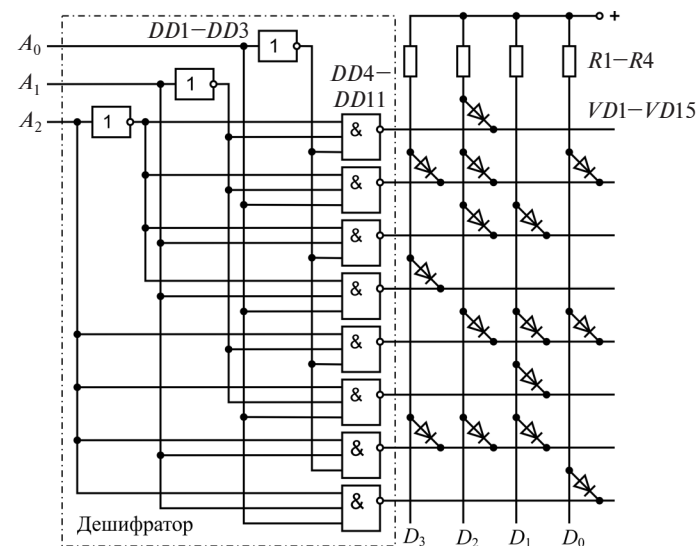 +
A0
DD1−DD3
1
R1−R4
DD4−
DD11
A1
1
VD1−VD15
A2
1
&
&
&
&
&
&
&
&
Дешифратор
D3 D2 D1 D0